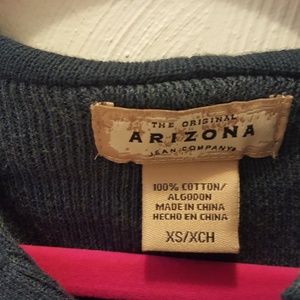 THE ORIGINAL
ARIZONA
JEAN COMPANY
100% COTTON/
ALGODON
MADE IN CHINA
HECHO EN CHINA
XS/XCH